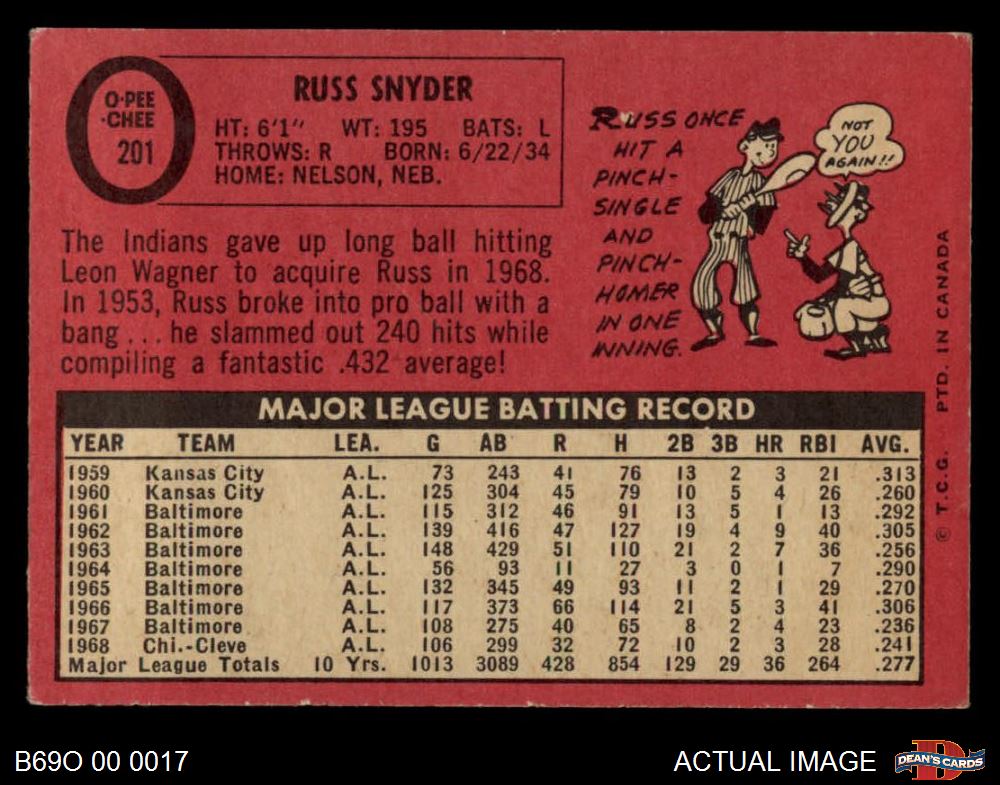 O-PEE
-CHEE
201
RUSS SNYDER
HT: 6'1" WT: 195 BATS: L
THROWS: R BORN: 6/22/34
HOME: NELSON, NEB.
The Indians gave up long ball hitting
Leon Wagner to acquire Russ in 1968.
In 1953, Russ broke into pro ball with a
bang . . . he slammed out 240 hits while
compiling a fantastic .432 average!
RUSS ONCE
HIT A
PINCH-
SINGLE
AND
PINCH-
HOMER
IN ONE
INNING.
NOT
YOU
AGAIN!!
© T.C.G. PTD. IN CANADA
MAJOR LEAGUE BATTING RECORD
YEAR TEAM LEA. G AB R H 2B 3B HR RBI AVG.
1959 Kansas City A.L. 73 243 41 76 13 2 3 21 .313
1960 Kansas City A.L. 125 304 45 79 10 5 4 26 .260
1961 Baltimore A.L. 115 312 46 91 13 5 1 13 .292
1962 Baltimore A.L. 139 416 47 127 19 4 9 40 .305
1963 Baltimore A.L. 148 429 51 110 21 2 7 36 .256
1964 Baltimore A.L. 56 93 11 27 3 0 1 7 .290
1965 Baltimore A.L. 132 345 49 93 11 2 1 29 .270
1966 Baltimore A.L. 117 373 66 114 21 5 3 41 .306
1967 Baltimore A.L. 108 275 40 65 8 2 4 23 .236
1968 Chi.-Cleve A.L. 106 299 32 72 10 2 3 28 .241
Major League Totals 10 Yrs. 1013 3089 428 854 129 29 36 264 .277
B69O 00 0017
ACTUAL IMAGE
D
DEAN'S CARDS